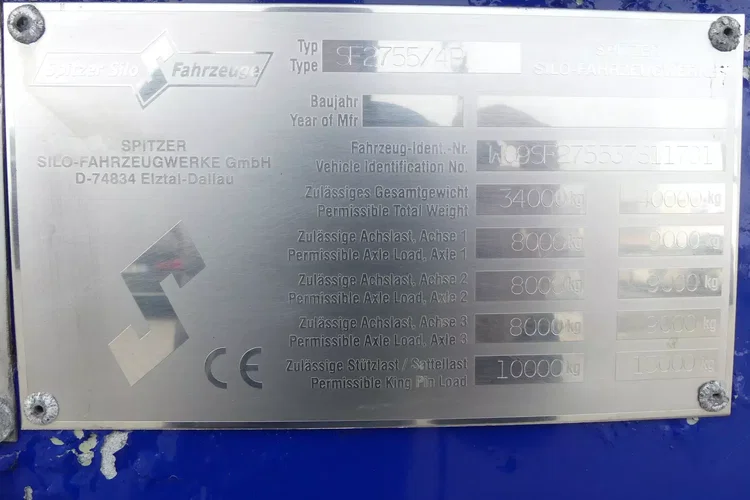 Spitzer Silo Fahrzeuge
SPITZER
SILO-FAHRZEUGWERKE GmbH
D-74834 Elztal-Dallau
Typ
Type
SF2755/4P
SILO-FAHRZEUGWERKE
Baujahr
Year of Mfr
Fahrzeug-Ident.-Nr.
Vehicle Identification No.
Zulässiges Gesamtgewicht
Permissible Total Weight
34000 kg
kg
Zulässige Achslast, Achse 1
Permissible Axle Load, Axle 1
8000 kg
9000 kg
Zulässige Achslast, Achse 2
Permissible Axle Load, Axle 2
8000 kg
9000 kg
Zulässige Achslast, Achse 3
Permissible Axle Load, Axle 3
8000 kg
9000 kg
Zulässige Stützlast / Sattellast
Permissible King Pin Load
10000 kg
kg
CE